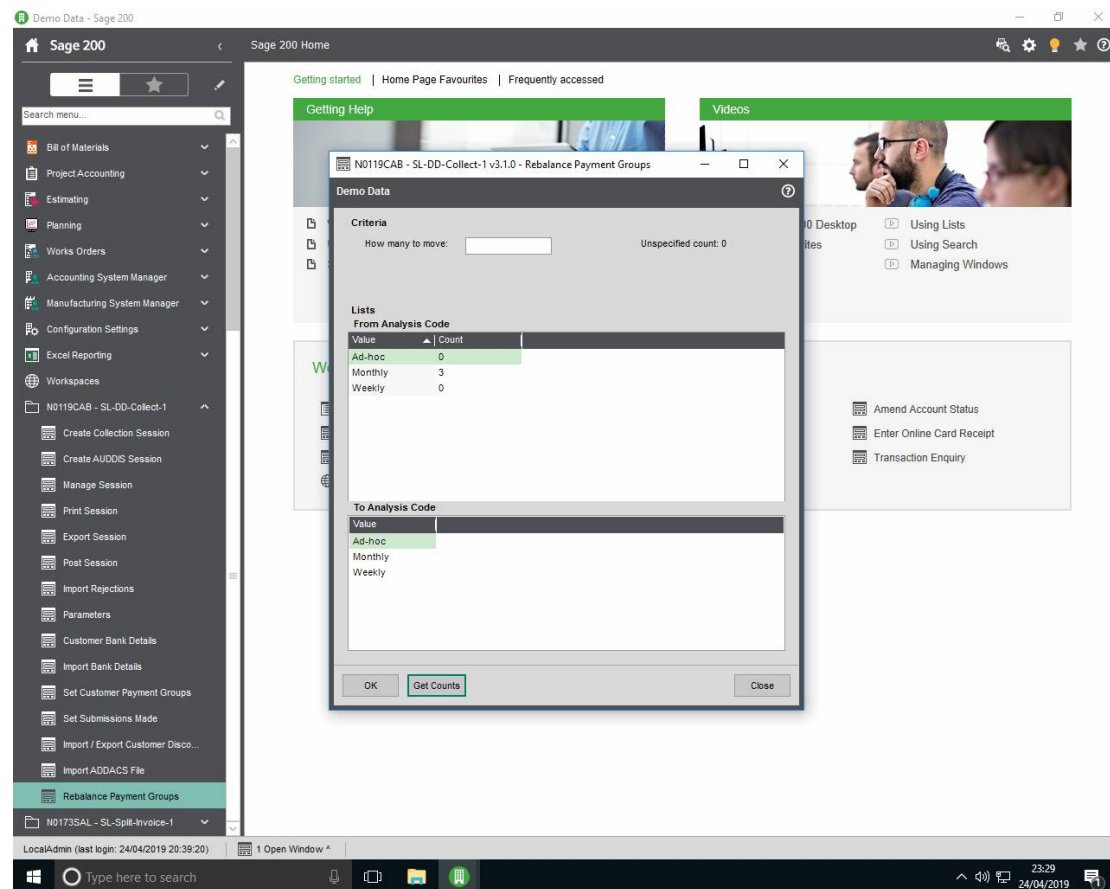 Demo Data - Sage 200
Sage 200
Sage 200 Home
Getting started | Home Page Favourites | Frequently accessed
Search menu...
Bill of Materials
Project Accounting
Estimating
Planning
Works Orders
Accounting System Manager
Manufacturing System Manager
Configuration Settings
Excel Reporting
Workspaces
N0119CAB - SL-DD-Collect-1
Create Collection Session
Create AUDDIS Session
Manage Session
Print Session
Export Session
Post Session
Import Rejections
Parameters
Customer Bank Details
Import Bank Details
Set Customer Payment Groups
Set Submissions Made
Import / Export Customer Disco...
Import ADDACS File
Rebalance Payment Groups
N0173SAL - SL-Split-Invoice-1
Getting Help
Videos
Desktop
Using Lists
Using Search
Managing Windows
Amend Account Status
Enter Online Card Receipt
Transaction Enquiry
N0119CAB - SL-DD-Collect-1 v3.1.0 - Rebalance Payment Groups
Demo Data
Criteria
How many to move:
Unspecified count: 0
Lists
From Analysis Code
Value Count
Ad-hoc 0
Monthly 3
Weekly 0
To Analysis Code
Value
Ad-hoc
Monthly
Weekly
OK
Get Counts
Close
LocalAdmin (last login: 24/04/2019 20:39:20)
1 Open Window ^
Type here to search
23:29
24/04/2019
1